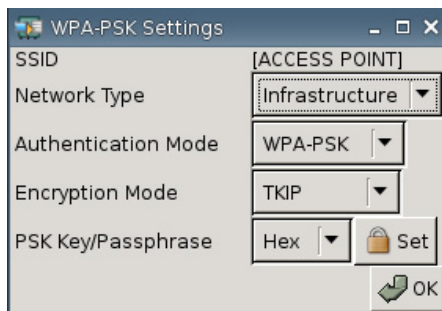 WPA-PSK Settings
SSID [ACCESS POINT]
Network Type Infrastructure
Authentication Mode WPA-PSK
Encryption Mode TKIP
PSK Key/Passphrase Hex Set
OK